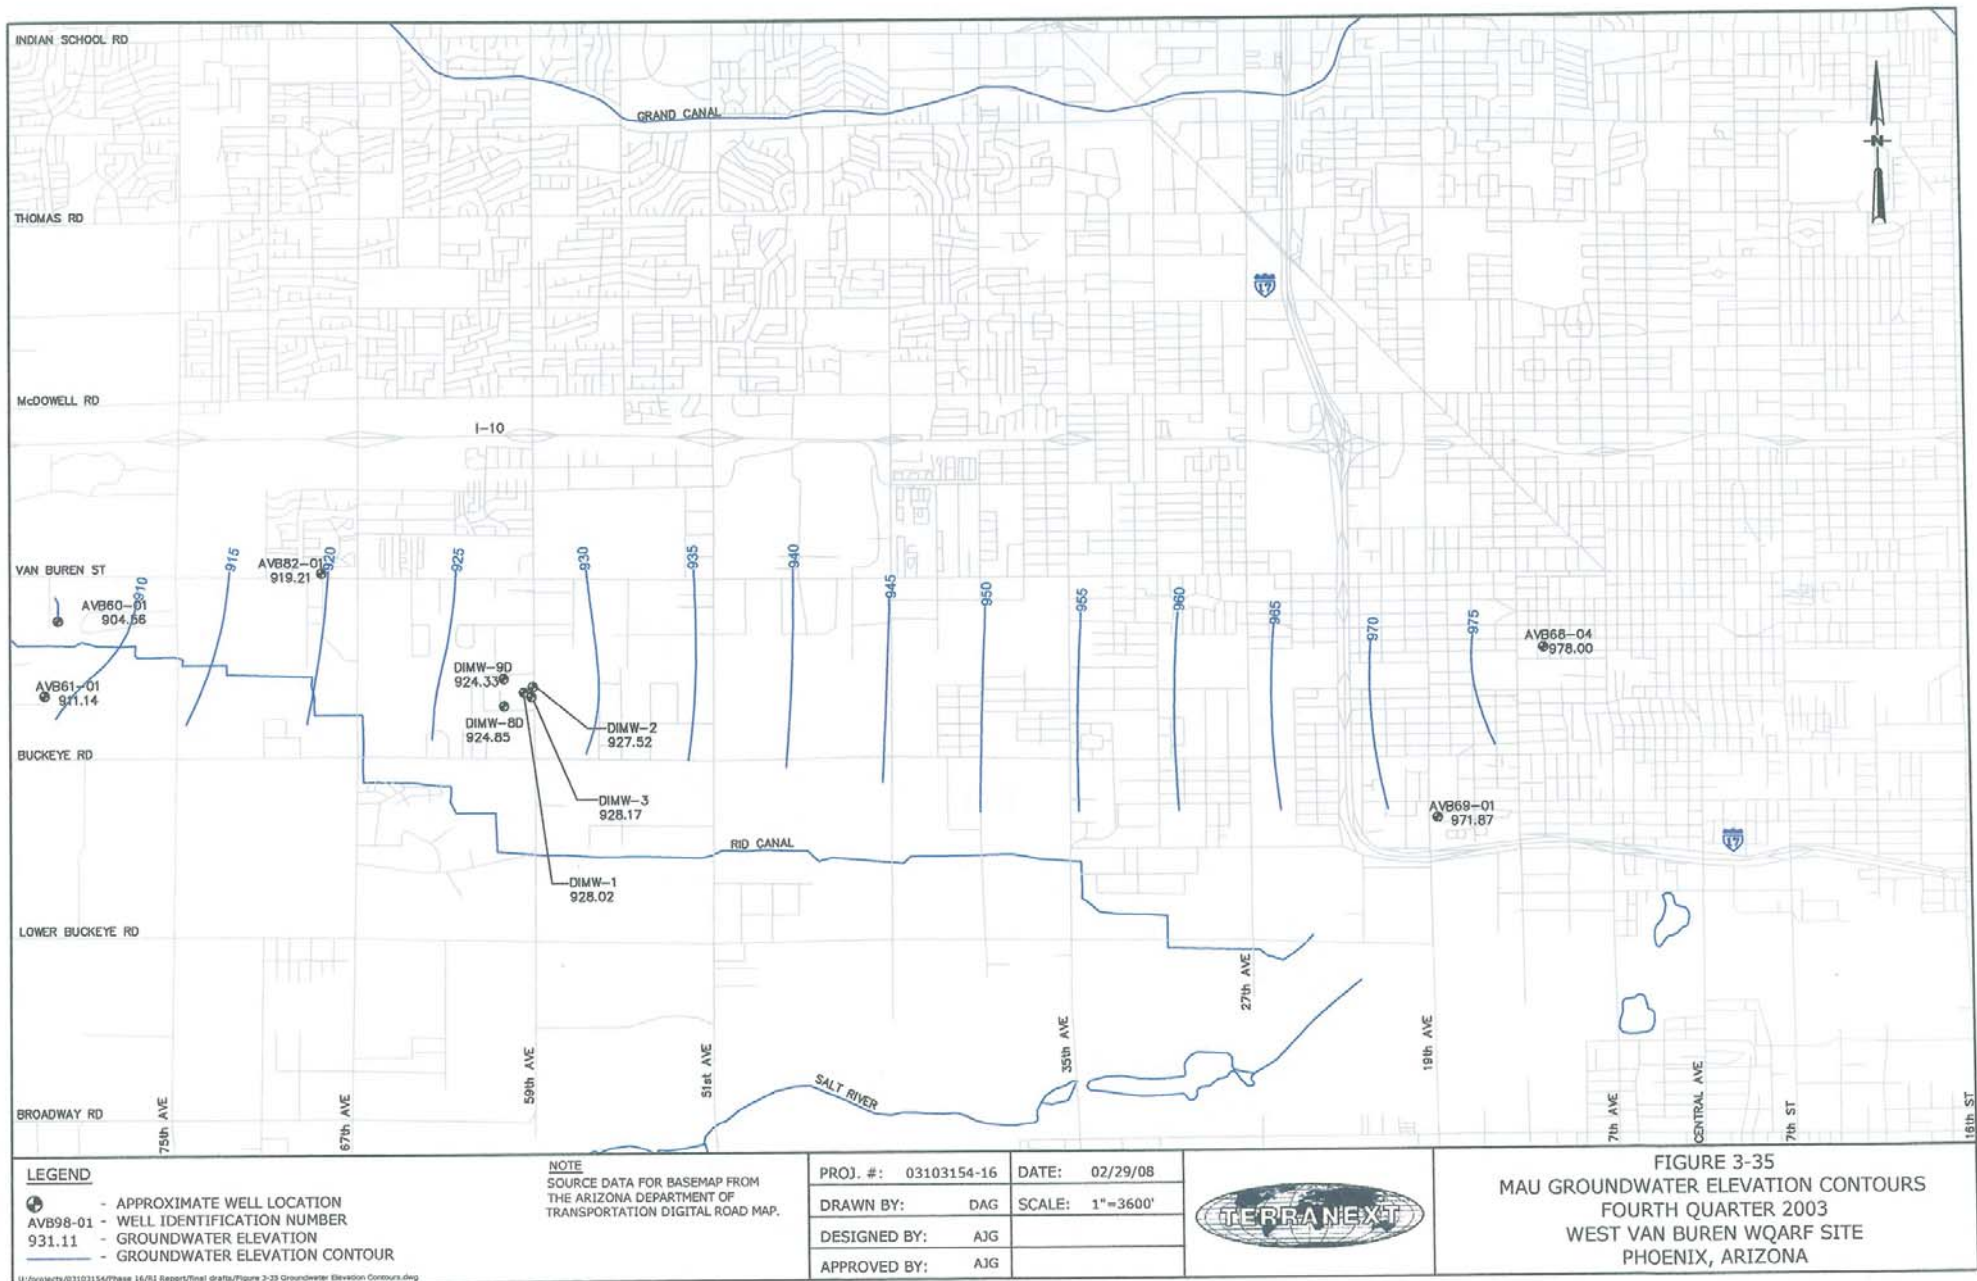 INDIAN SCHOOL RD
GRAND CANAL
N
THOMAS RD
17
McDOWELL RD
I-10
VAN BUREN ST
910
915
AVB82-01
919.21
920
925
930
935
940
945
950
955
960
965
970
975
AVB60-01
904.56
AVB68-04
978.00
AVB61-01
911.14
DIMW-9D
924.33
DIMW-8D
924.85
DIMW-2
927.52
BUCKEYE RD
DIMW-3
928.17
AVB69-01
971.87
17
RID CANAL
DIMW-1
928.02
LOWER BUCKEYE RD
SALT RIVER
BROADWAY RD
75th AVE
67th AVE
59th AVE
51st AVE
35th AVE
27th AVE
19th AVE
7th AVE
CENTRAL AVE
7th ST
16th ST
LEGEND
- APPROXIMATE WELL LOCATION
AVB98-01 - WELL IDENTIFICATION NUMBER
931.11 - GROUNDWATER ELEVATION
- GROUNDWATER ELEVATION CONTOUR
NOTE
SOURCE DATA FOR BASEMAP FROM
THE ARIZONA DEPARTMENT OF
TRANSPORTATION DIGITAL ROAD MAP.
PROJ. #: 03103154-16
DATE: 02/29/08
DRAWN BY: DAG
SCALE: 1"=3600'
DESIGNED BY: AJG
APPROVED BY: AJG
TERRANEXT
FIGURE 3-35
MAU GROUNDWATER ELEVATION CONTOURS
FOURTH QUARTER 2003
WEST VAN BUREN WQARF SITE
PHOENIX, ARIZONA